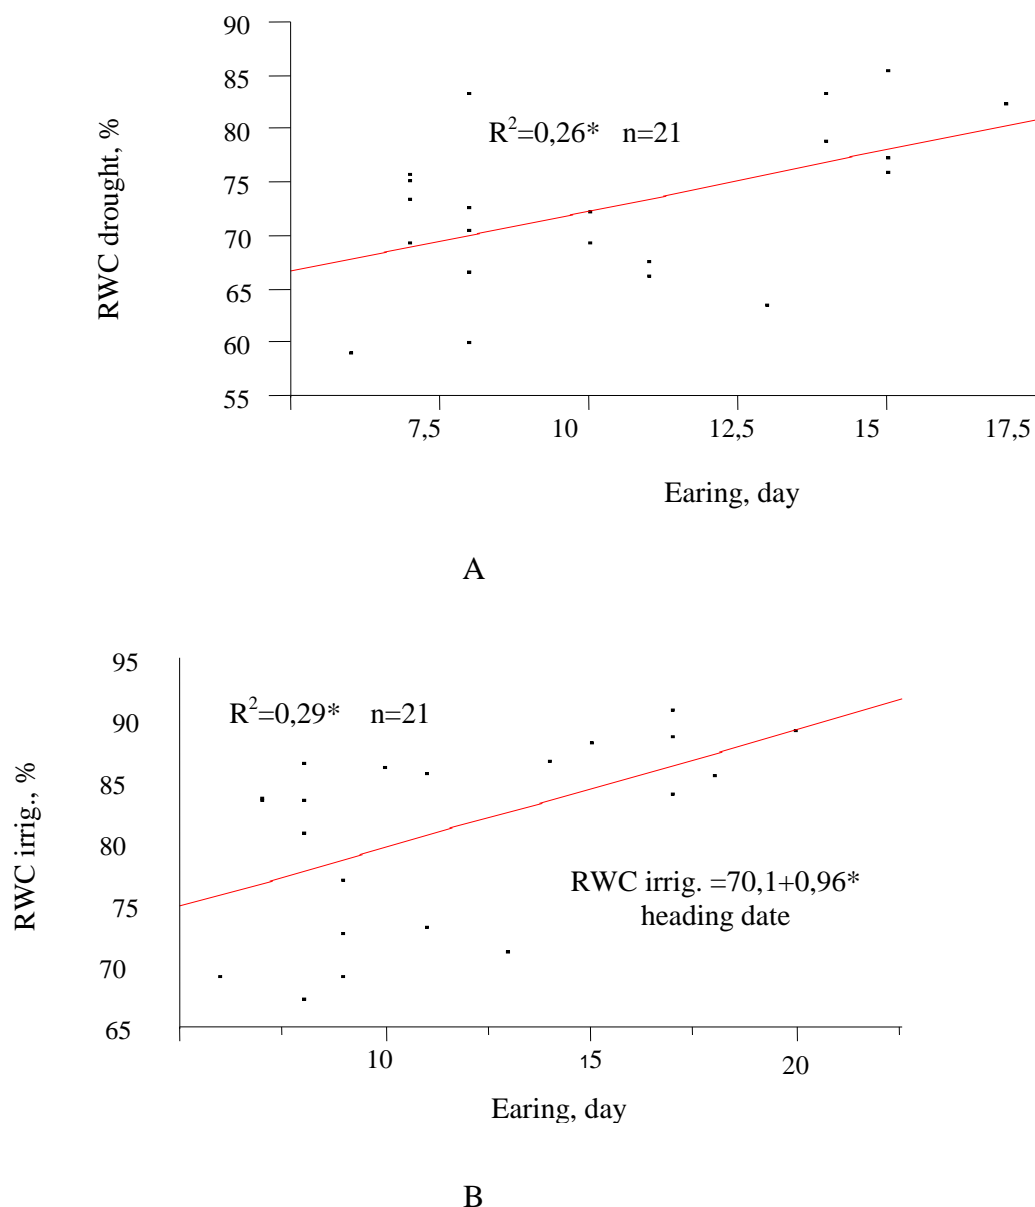 90
85
80
75
70
65
60
55
RWC drought, %
R²=0,26* n=21
7,5 10 12,5 15 17,5
Earing, day
A
95
90
85
80
75
70
65
RWC irrig., %
R²=0,29* n=21
RWC irrig. =70,1+0,96*
heading date
10 15 20
Earing, day
B